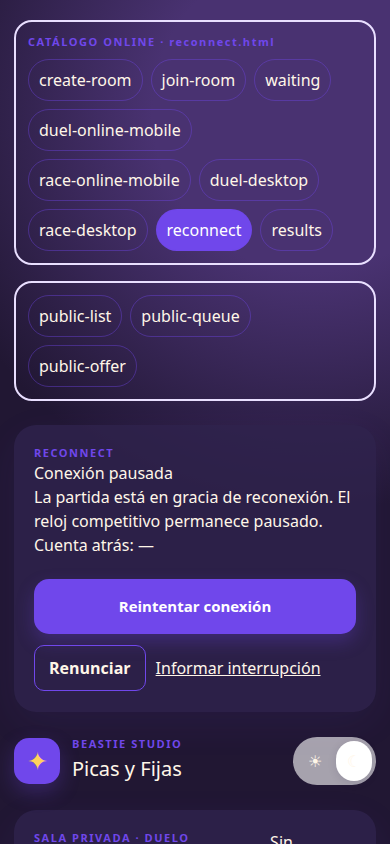 CATÁLOGO ONLINE · reconnect.html
create-room join-room waiting
duel-online-mobile
race-online-mobile duel-desktop
race-desktop reconnect results
public-list public-queue
public-offer
RECONNECT
Conexión pausada
La partida está en gracia de reconexión. El
reloj competitivo permanece pausado.
Cuenta atrás: —
Reintentar conexión
Renunciar Informar interrupción
BEASTIE STUDIO
Picas y Fijas
SALA PRIVADA · DUELO
Sin